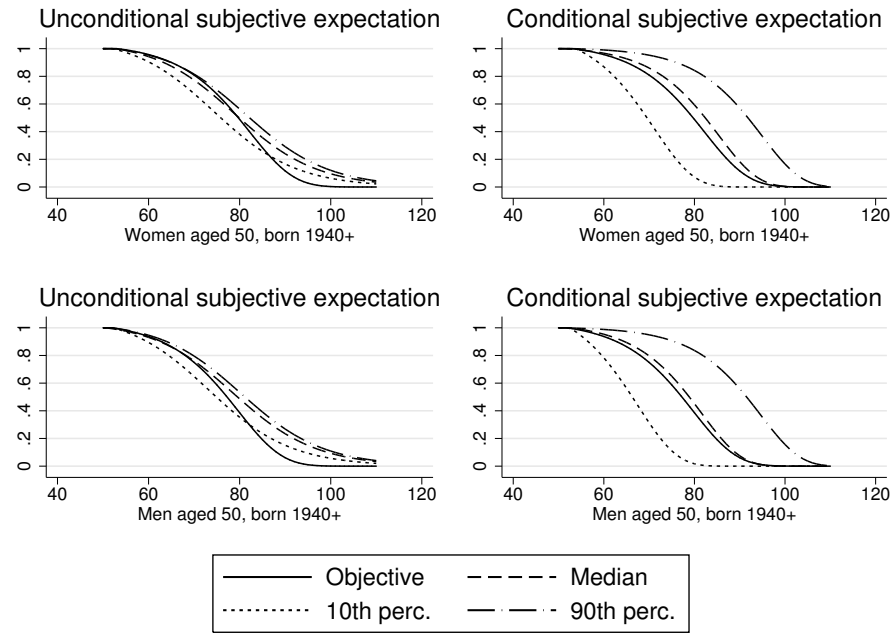 Unconditional subjective expectation
1
.8
.6
.4
.2
0
40 60 80 100 120
Women aged 50, born 1940+
Conditional subjective expectation
1
.8
.6
.4
.2
0
40 60 80 100 120
Women aged 50, born 1940+
Unconditional subjective expectation
1
.8
.6
.4
.2
0
40 60 80 100 120
Men aged 50, born 1940+
Conditional subjective expectation
1
.8
.6
.4
.2
0
40 60 80 100 120
Men aged 50, born 1940+
Objective Median
10th perc. 90th perc.